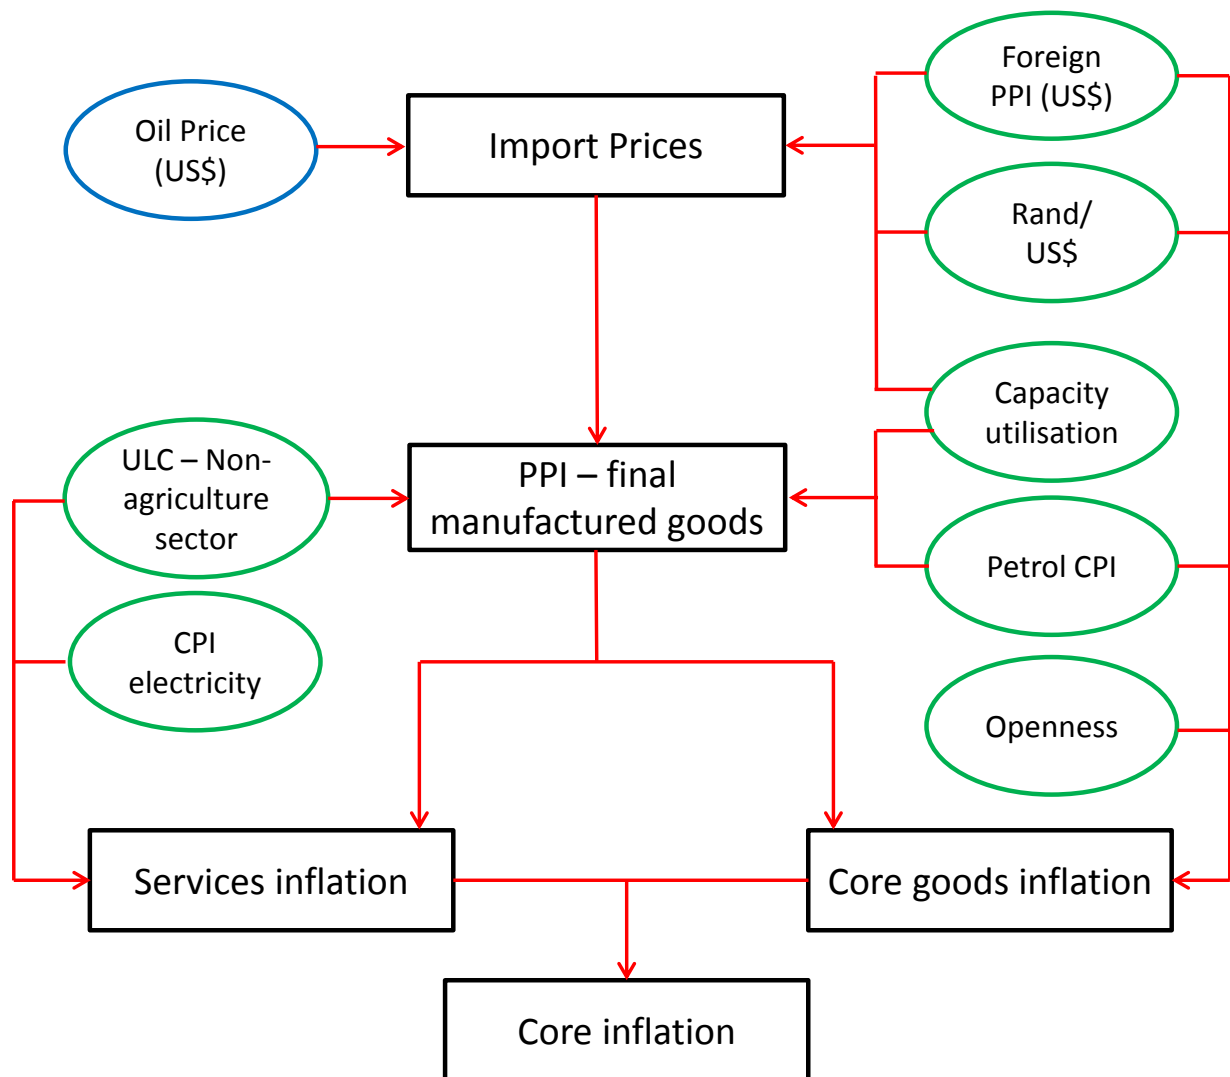 Foreign
PPI (US$)
Oil Price
(US$)
Import Prices
Rand/
US$
Capacity
utilisation
ULC – Non-
agriculture
sector
PPI – final
manufactured goods
Petrol CPI
CPI
electricity
Openness
Services inflation
Core goods inflation
Core inflation